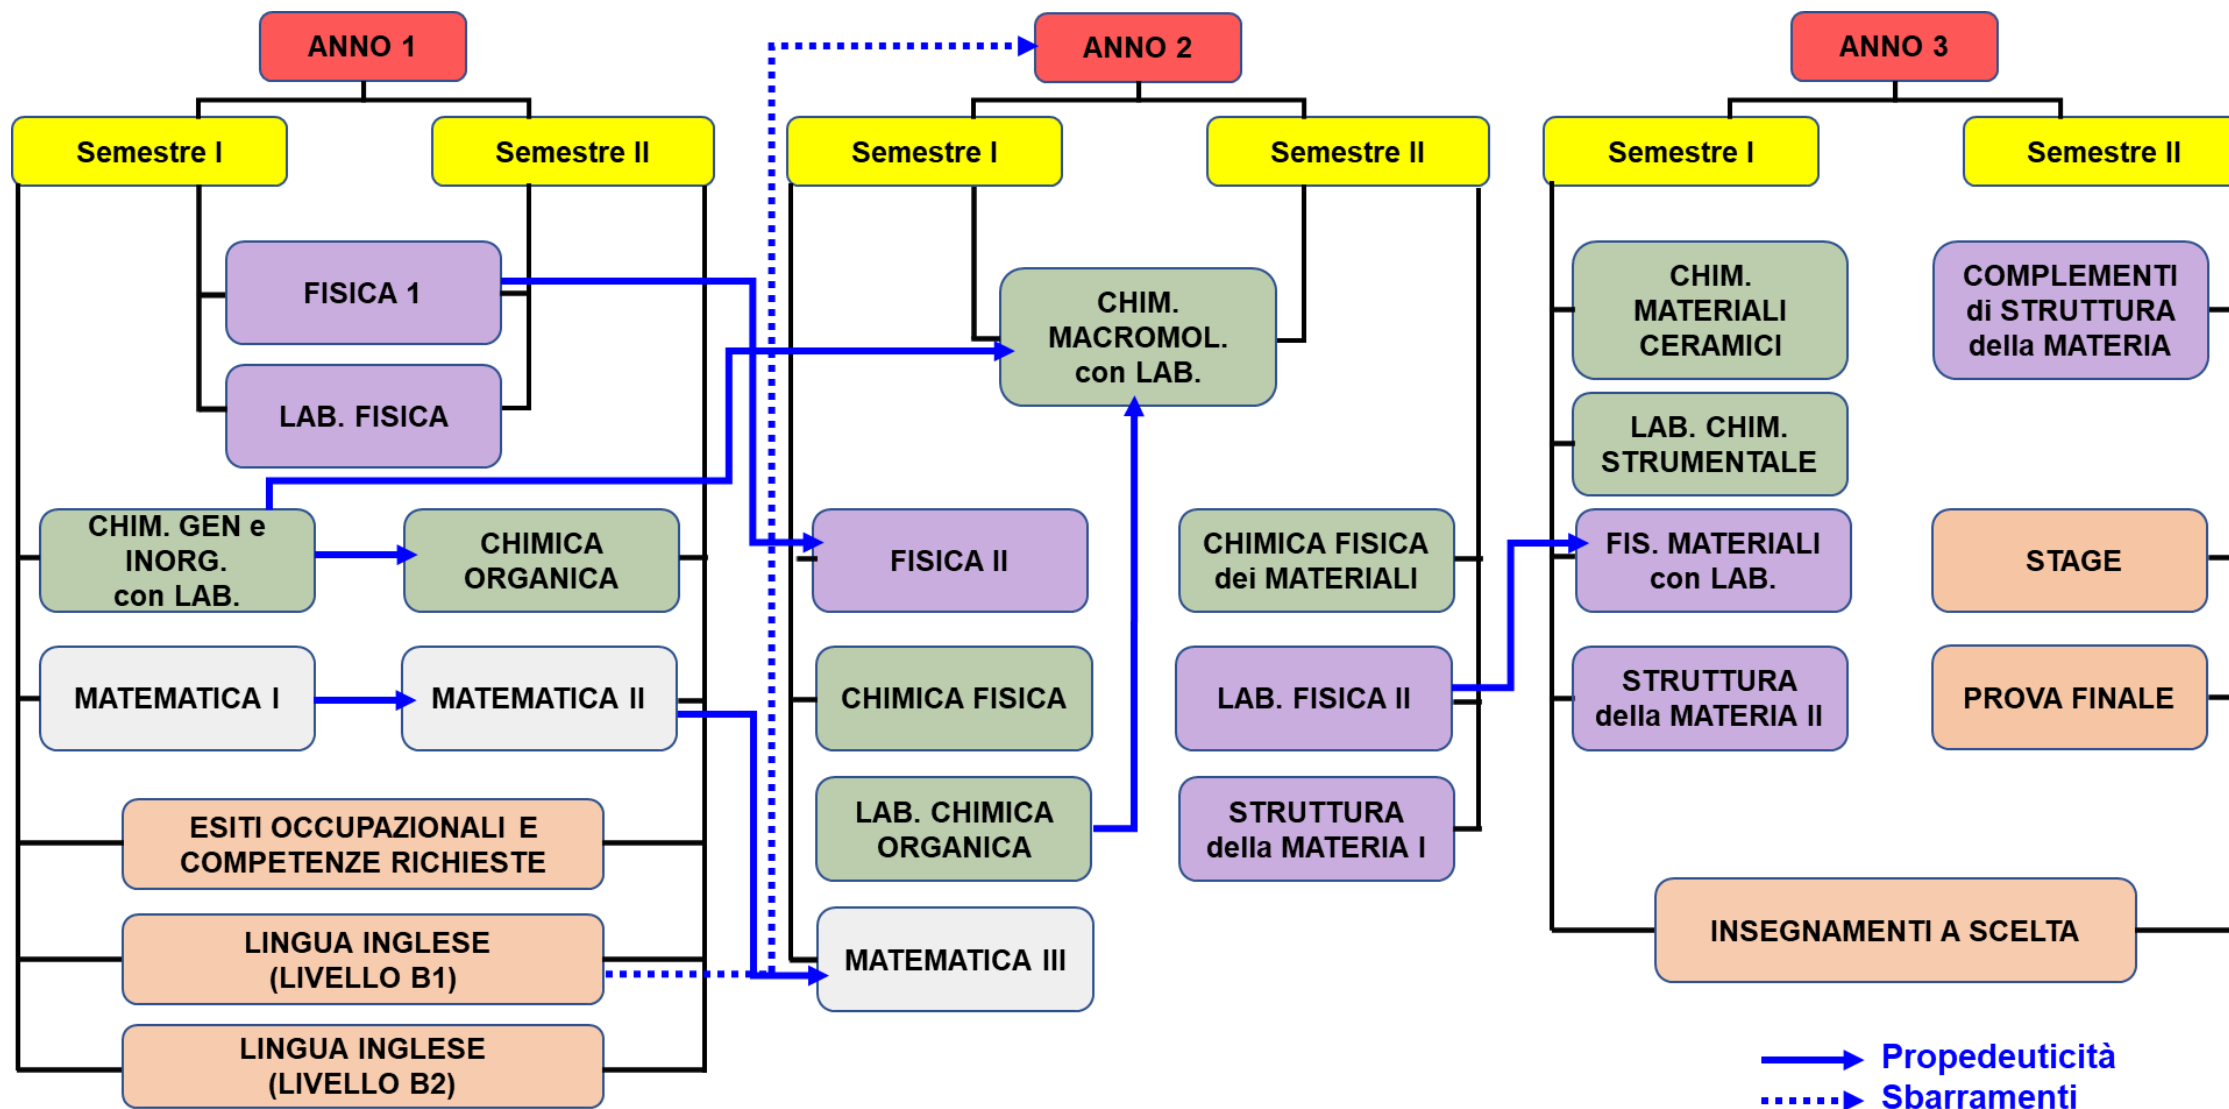 ANNO 1
Semestre I
Semestre II
FISICA 1
LAB. FISICA
CHIM. GEN e
INORG.
con LAB.
CHIMICA
ORGANICA
MATEMATICA I
MATEMATICA II
ESITI OCCUPAZIONALI E
COMPETENZE RICHIESTE
LINGUA INGLESE
(LIVELLO B1)
LINGUA INGLESE
(LIVELLO B2)
ANNO 2
Semestre I
Semestre II
CHIM.
MACROMOL.
con LAB.
FISICA II
CHIMICA FISICA
dei MATERIALI
CHIMICA FISICA
LAB. FISICA II
LAB. CHIMICA
ORGANICA
STRUTTURA
della MATERIA I
MATEMATICA III
ANNO 3
Semestre I
Semestre II
CHIM.
MATERIALI
CERAMICI
COMPLEMENTI
di STRUTTURA
della MATERIA
LAB. CHIM.
STRUMENTALE
FIS. MATERIALI
con LAB.
STAGE
STRUTTURA
della MATERIA II
PROVA FINALE
INSEGNAMENTI A SCELTA
Propedeuticità
Sbarramenti